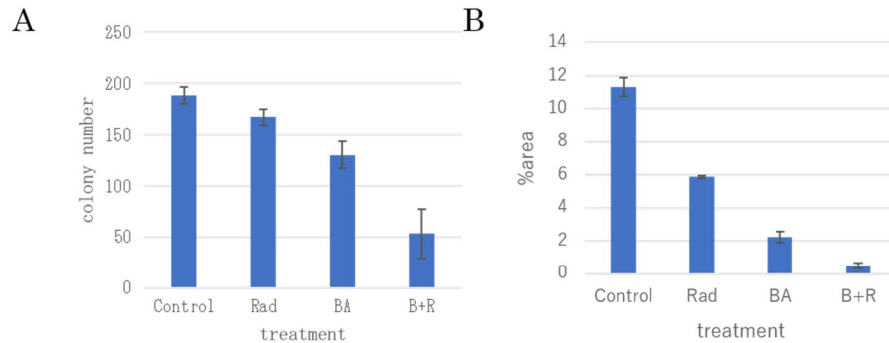 A
250
200
150
100
50
0
colony number
Control Rad BA B+R
treatment
B
14
12
10
8
6
4
2
0
%area
Control Rad BA B+R
treatment